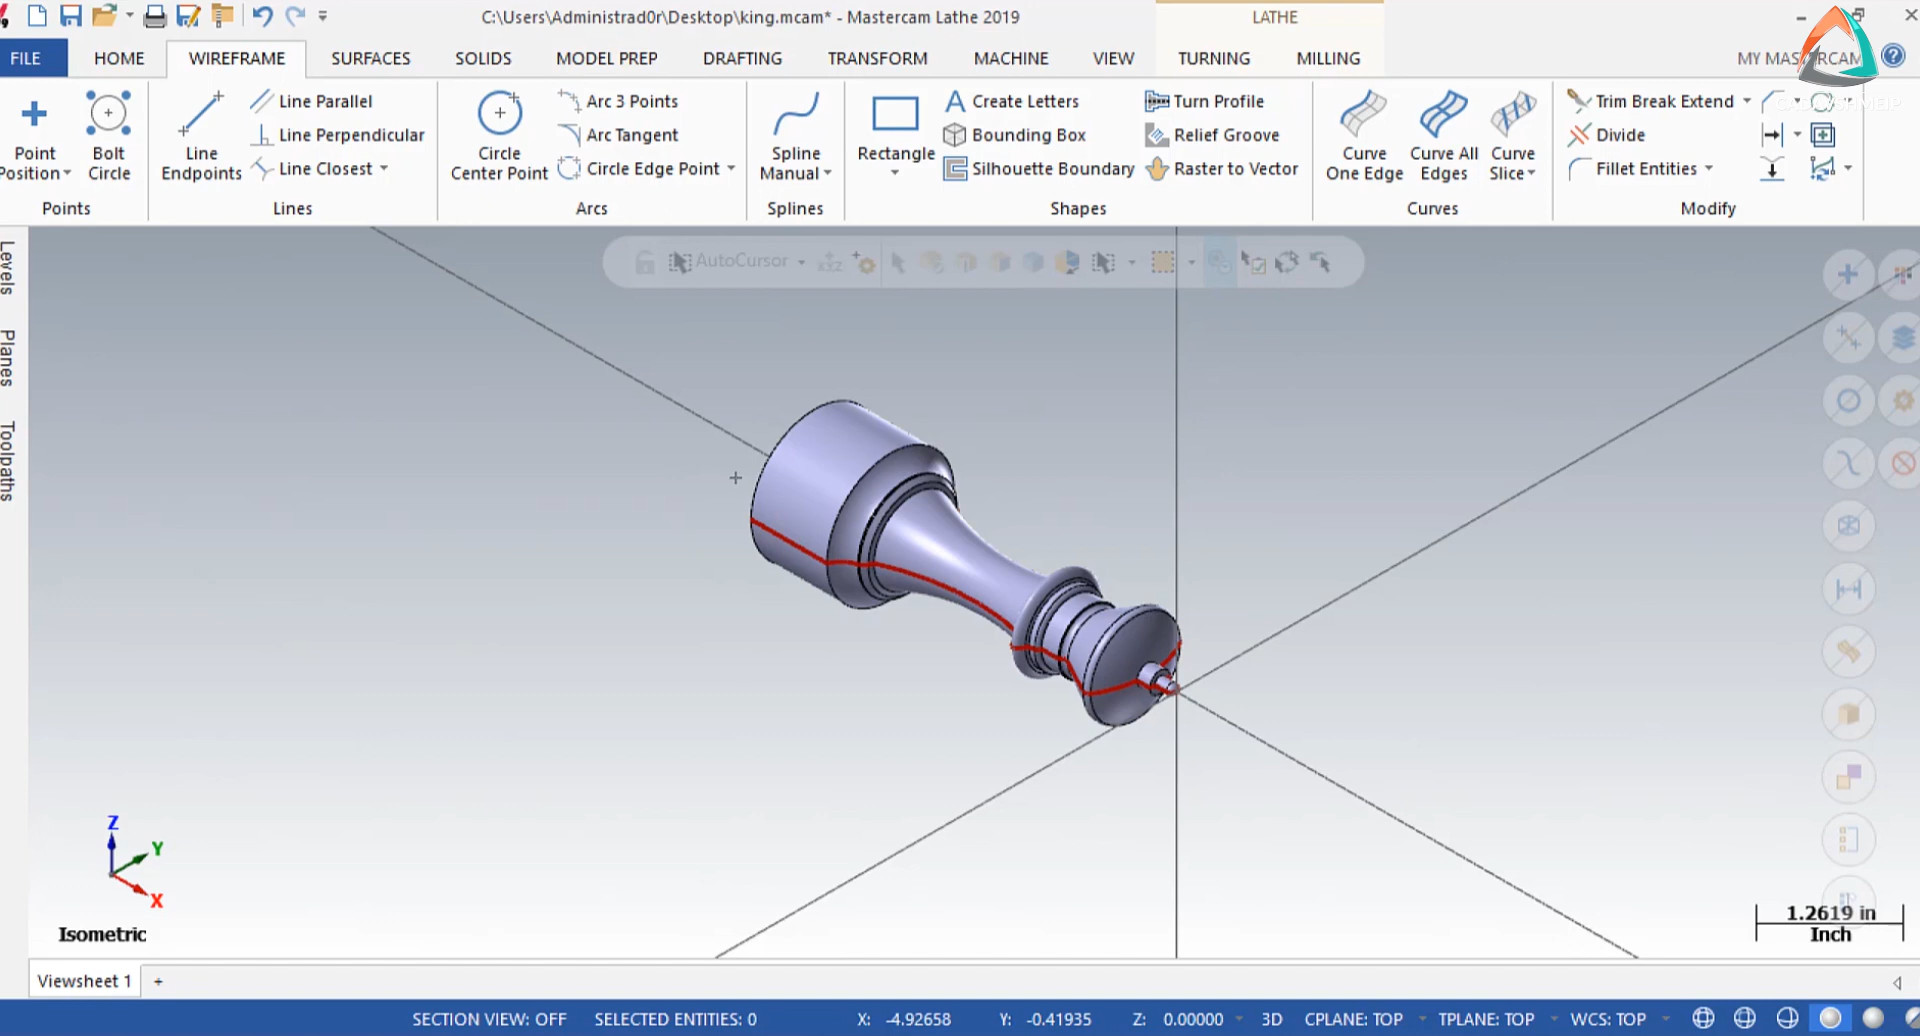 C:\Users\Administrad0r\Desktop\king.mcam* - Mastercam Lathe 2019
LATHE
FILE
HOME
WIREFRAME
SURFACES
SOLIDS
MODEL PREP
DRAFTING
TRANSFORM
MACHINE
VIEW
TURNING
MILLING
MY MASTERCAM
Point Position
Bolt Circle
Points
Line Endpoints
Line Parallel
Line Perpendicular
Line Closest
Lines
Circle Center Point
Arc 3 Points
Arc Tangent
Circle Edge Point
Arcs
Spline Manual
Splines
Rectangle
Create Letters
Bounding Box
Silhouette Boundary
Turn Profile
Relief Groove
Raster to Vector
Shapes
Curve One Edge
Curve All Edges
Curve Slice
Curves
Trim Break Extend
Divide
Fillet Entities
Modify
AutoCursor
Levels
Planes
Toolpaths
Z
Y
X
Isometric
1.2619 in
Inch
Viewsheet 1
+
SECTION VIEW: OFF
SELECTED ENTITIES: 0
X: -4.92658
Y: -0.41935
Z: 0.00000
3D
CPLANE: TOP
TPLANE: TOP
WCS: TOP